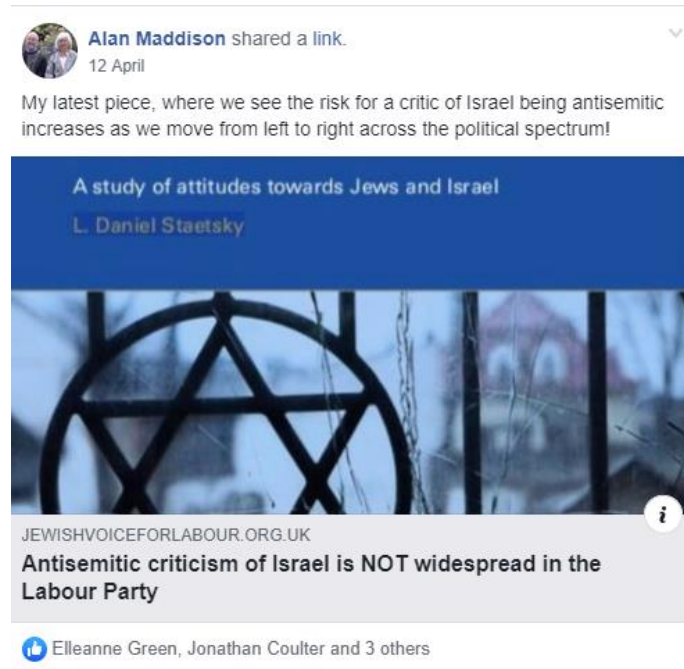 Alan Maddison shared a link.
12 April
My latest piece, where we see the risk for a critic of Israel being antisemitic
increases as we move from left to right across the political spectrum!
A study of attitudes towards Jews and Israel
L. Daniel Staetsky
i
JEWISHVOICEFORLABOUR.ORG.UK
Antisemitic criticism of Israel is NOT widespread in the
Labour Party
Elleanne Green, Jonathan Coulter and 3 others